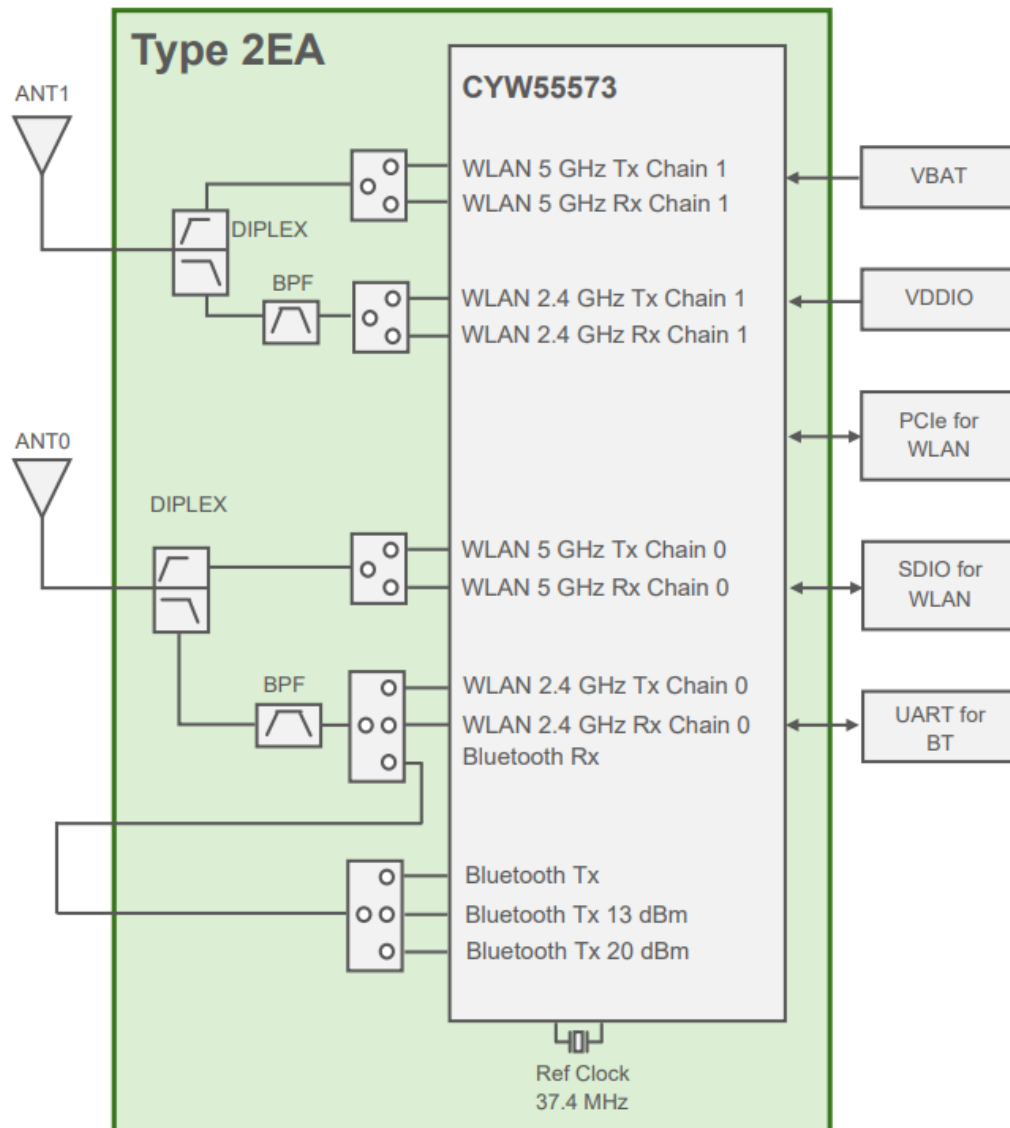 Type 2EA
CYW55573
ANT1
WLAN 5 GHz Tx Chain 1
WLAN 5 GHz Rx Chain 1
VBAT
DIPLEX
BPF
WLAN 2.4 GHz Tx Chain 1
WLAN 2.4 GHz Rx Chain 1
VDDIO
PCIe for
WLAN
ANT0
DIPLEX
WLAN 5 GHz Tx Chain 0
WLAN 5 GHz Rx Chain 0
SDIO for
WLAN
BPF
WLAN 2.4 GHz Tx Chain 0
WLAN 2.4 GHz Rx Chain 0
Bluetooth Rx
UART for
BT
Bluetooth Tx
Bluetooth Tx 13 dBm
Bluetooth Tx 20 dBm
Ref Clock
37.4 MHz